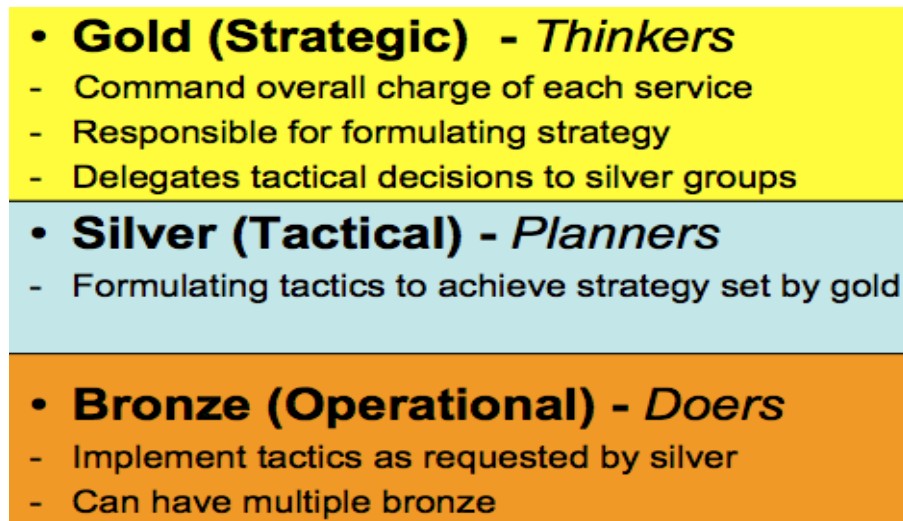 • Gold (Strategic) - Thinkers
- Command overall charge of each service
- Responsible for formulating strategy
- Delegates tactical decisions to silver groups
• Silver (Tactical) - Planners
- Formulating tactics to achieve strategy set by gold
• Bronze (Operational) - Doers
- Implement tactics as requested by silver
- Can have multiple bronze